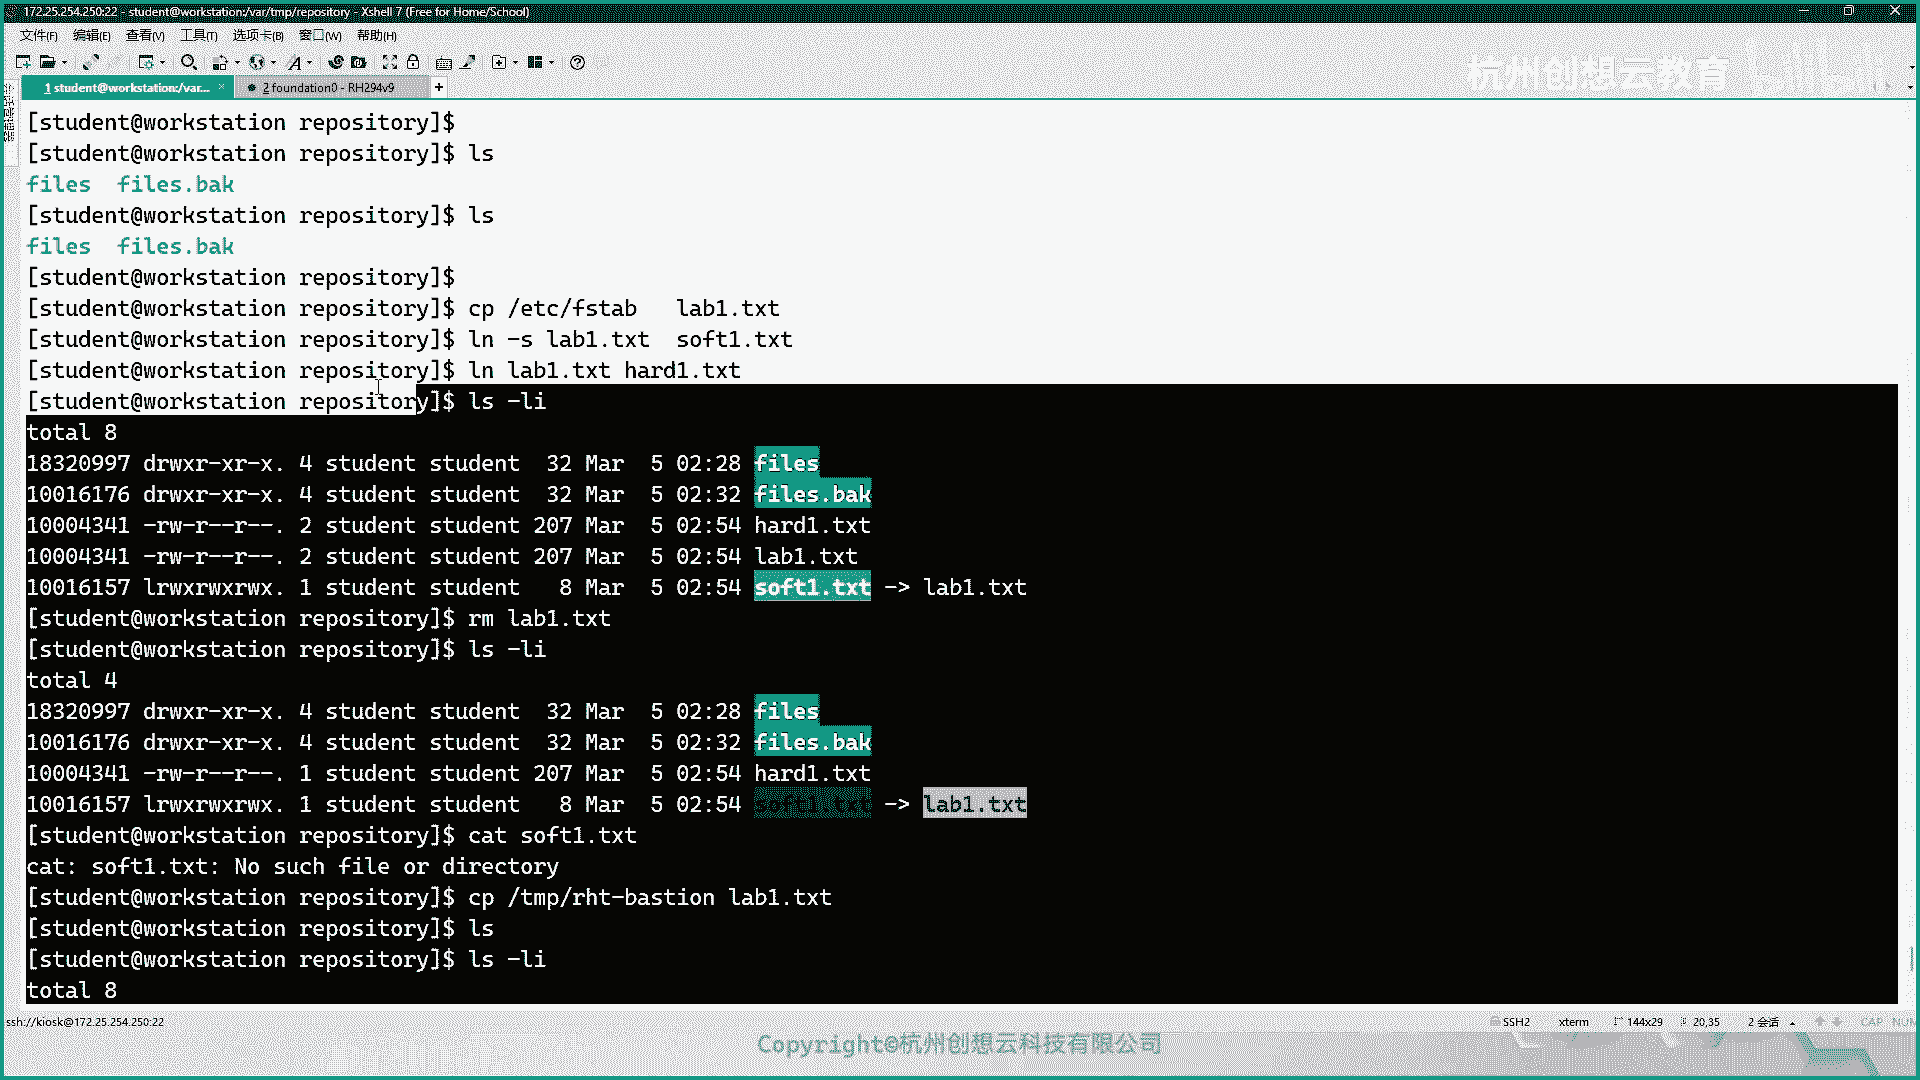 172.25.254.250:22 - student@workstation:/var/tmp/repository - Xshell 7 (Free for Home/School)
文件(F) 编辑(E) 查看(V) 工具(T) 选项卡(B) 窗口(W) 帮助(H)
1 student@workstation:/var... × 2 foundation0 - RH294v9 +
杭州创想云教育 bilibili
[student@workstation repository]$
[student@workstation repository]$ ls
files  files.bak
[student@workstation repository]$ ls
files  files.bak
[student@workstation repository]$
[student@workstation repository]$ cp /etc/fstab   lab1.txt
[student@workstation repository]$ ln -s lab1.txt  soft1.txt
[student@workstation repository]$ ln lab1.txt hard1.txt
[student@workstation repository]$ ls -li
total 8
18320997 drwxr-xr-x. 4 student student  32 Mar  5 02:28 files
10016176 drwxr-xr-x. 4 student student  32 Mar  5 02:32 files.bak
10004341 -rw-r--r--. 2 student student 207 Mar  5 02:54 hard1.txt
10004341 -rw-r--r--. 2 student student 207 Mar  5 02:54 lab1.txt
10016157 lrwxrwxrwx. 1 student student   8 Mar  5 02:54 soft1.txt -> lab1.txt
[student@workstation repository]$ rm lab1.txt
[student@workstation repository]$ ls -li
total 4
18320997 drwxr-xr-x. 4 student student  32 Mar  5 02:28 files
10016176 drwxr-xr-x. 4 student student  32 Mar  5 02:32 files.bak
10004341 -rw-r--r--. 1 student student 207 Mar  5 02:54 hard1.txt
10016157 lrwxrwxrwx. 1 student student   8 Mar  5 02:54 soft1.txt -> lab1.txt
[student@workstation repository]$ cat soft1.txt
cat: soft1.txt: No such file or directory
[student@workstation repository]$ cp /tmp/rht-bastion lab1.txt
[student@workstation repository]$ ls
[student@workstation repository]$ ls -li
total 8
ssh://kiosk@172.25.254.250:22 SSH2 xterm 144x29 20,35 2 会话 CAP NUM
Copyright©杭州创想云科技有限公司